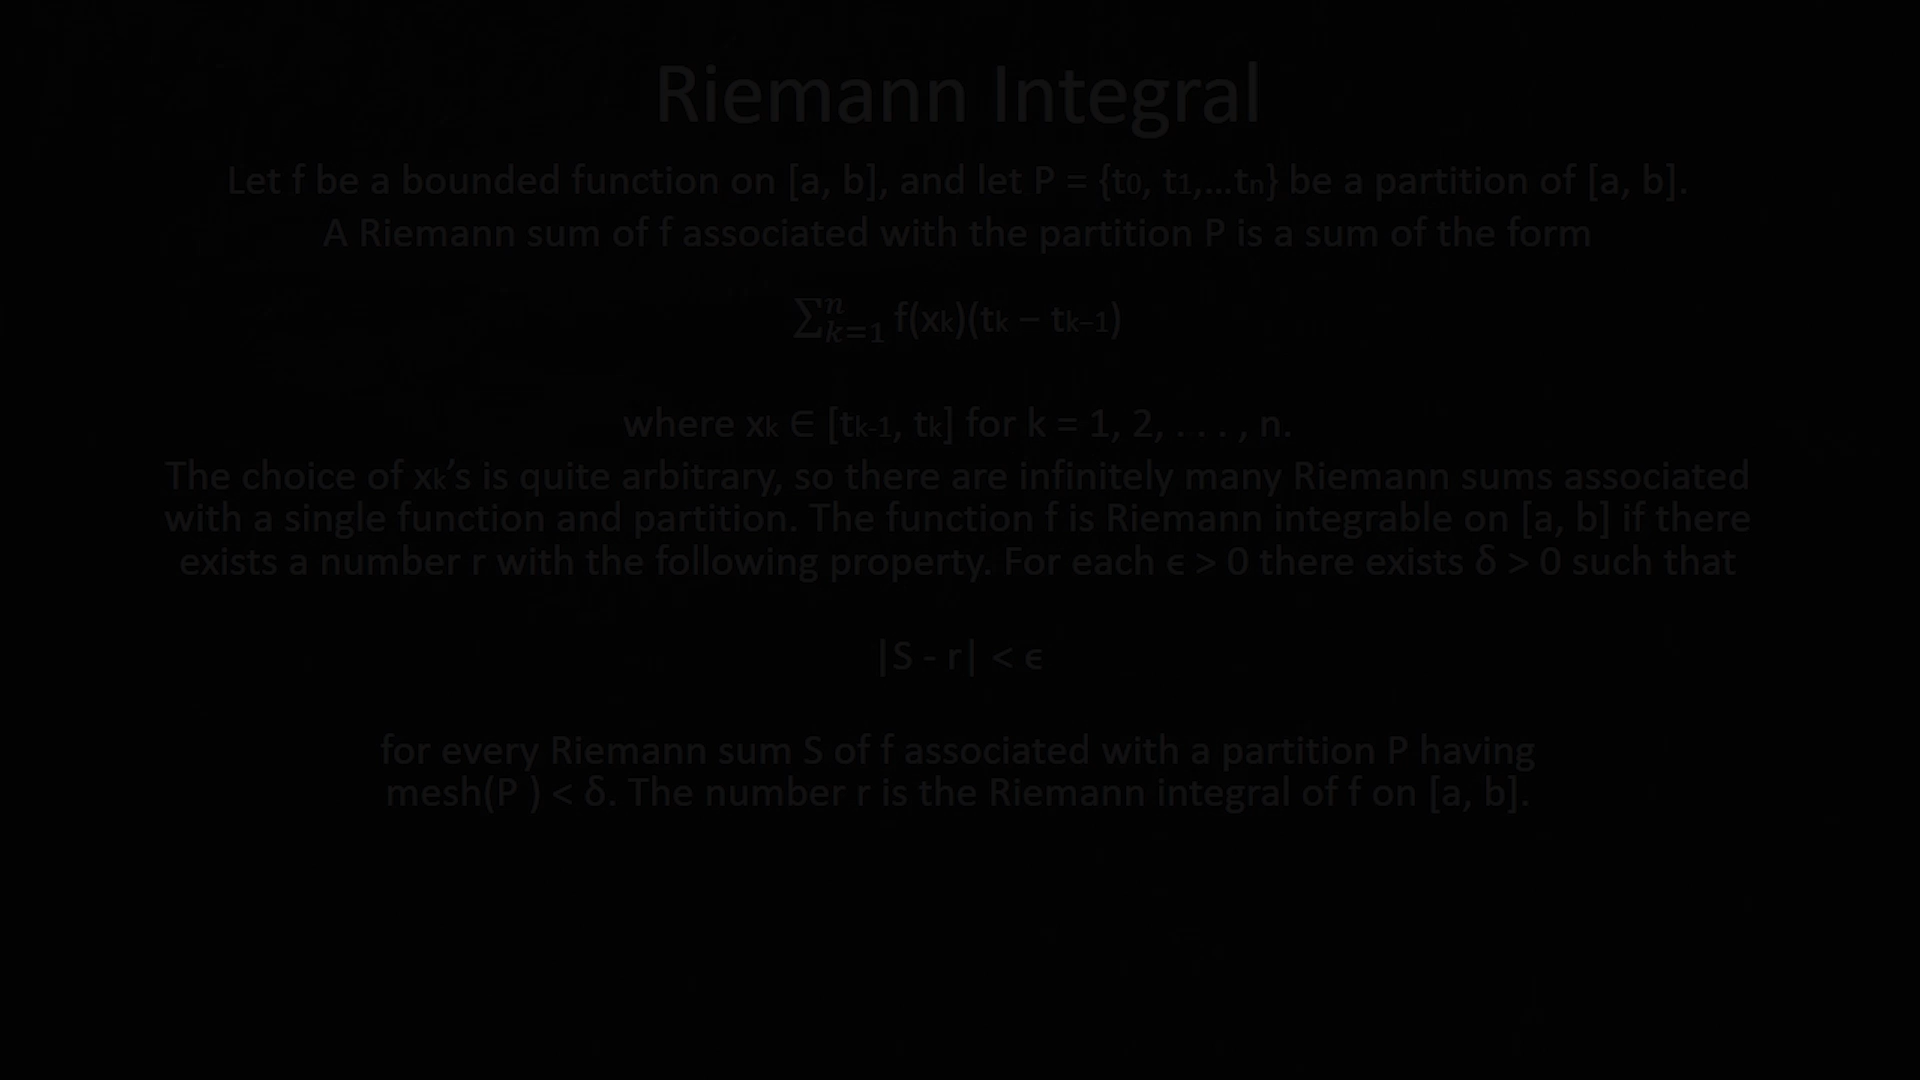 Riemann Integral
Let f be a bounded function on [a, b], and let P = {t0, t1,...tn} be a partition of [a, b].
A Riemann sum of f associated with the partition P is a sum of the form
∑ⁿₖ₌₁ f(xk)(tk – tk–1)
where xk ∈ [tk-1, tk] for k = 1, 2, . . . , n.
The choice of xk’s is quite arbitrary, so there are infinitely many Riemann sums associated
with a single function and partition. The function f is Riemann integrable on [a, b] if there
exists a number r with the following property. For each ϵ > 0 there exists δ > 0 such that
|S - r| < ϵ
for every Riemann sum S of f associated with a partition P having
mesh(P ) < δ. The number r is the Riemann integral of f on [a, b].